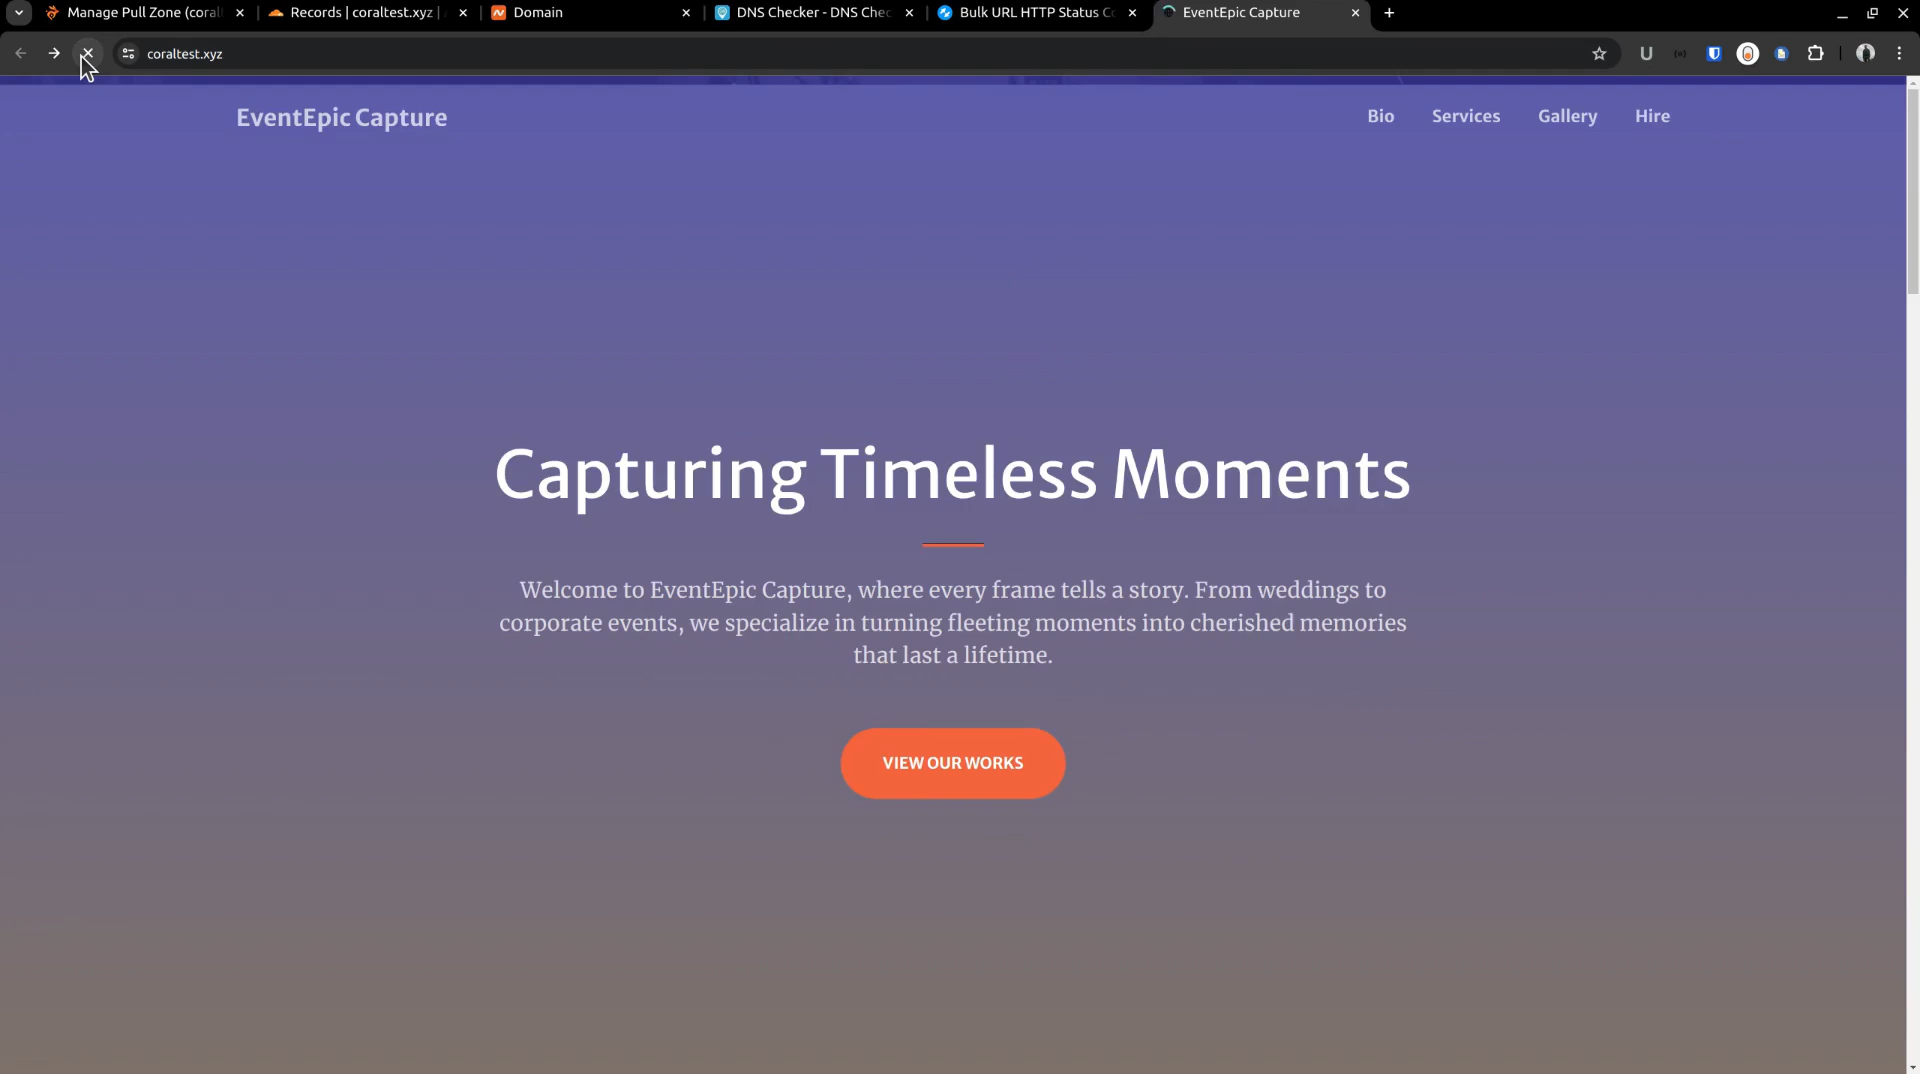 Manage Pull Zone (coral
Records | coraltest.xyz |
Domain
DNS Checker - DNS Chec
Bulk URL HTTP Status Co
EventEpic Capture
coraltest.xyz
U
EventEpic Capture
Bio
Services
Gallery
Hire
Capturing Timeless Moments
Welcome to EventEpic Capture, where every frame tells a story. From weddings to
corporate events, we specialize in turning fleeting moments into cherished memories
that last a lifetime.
VIEW OUR WORKS